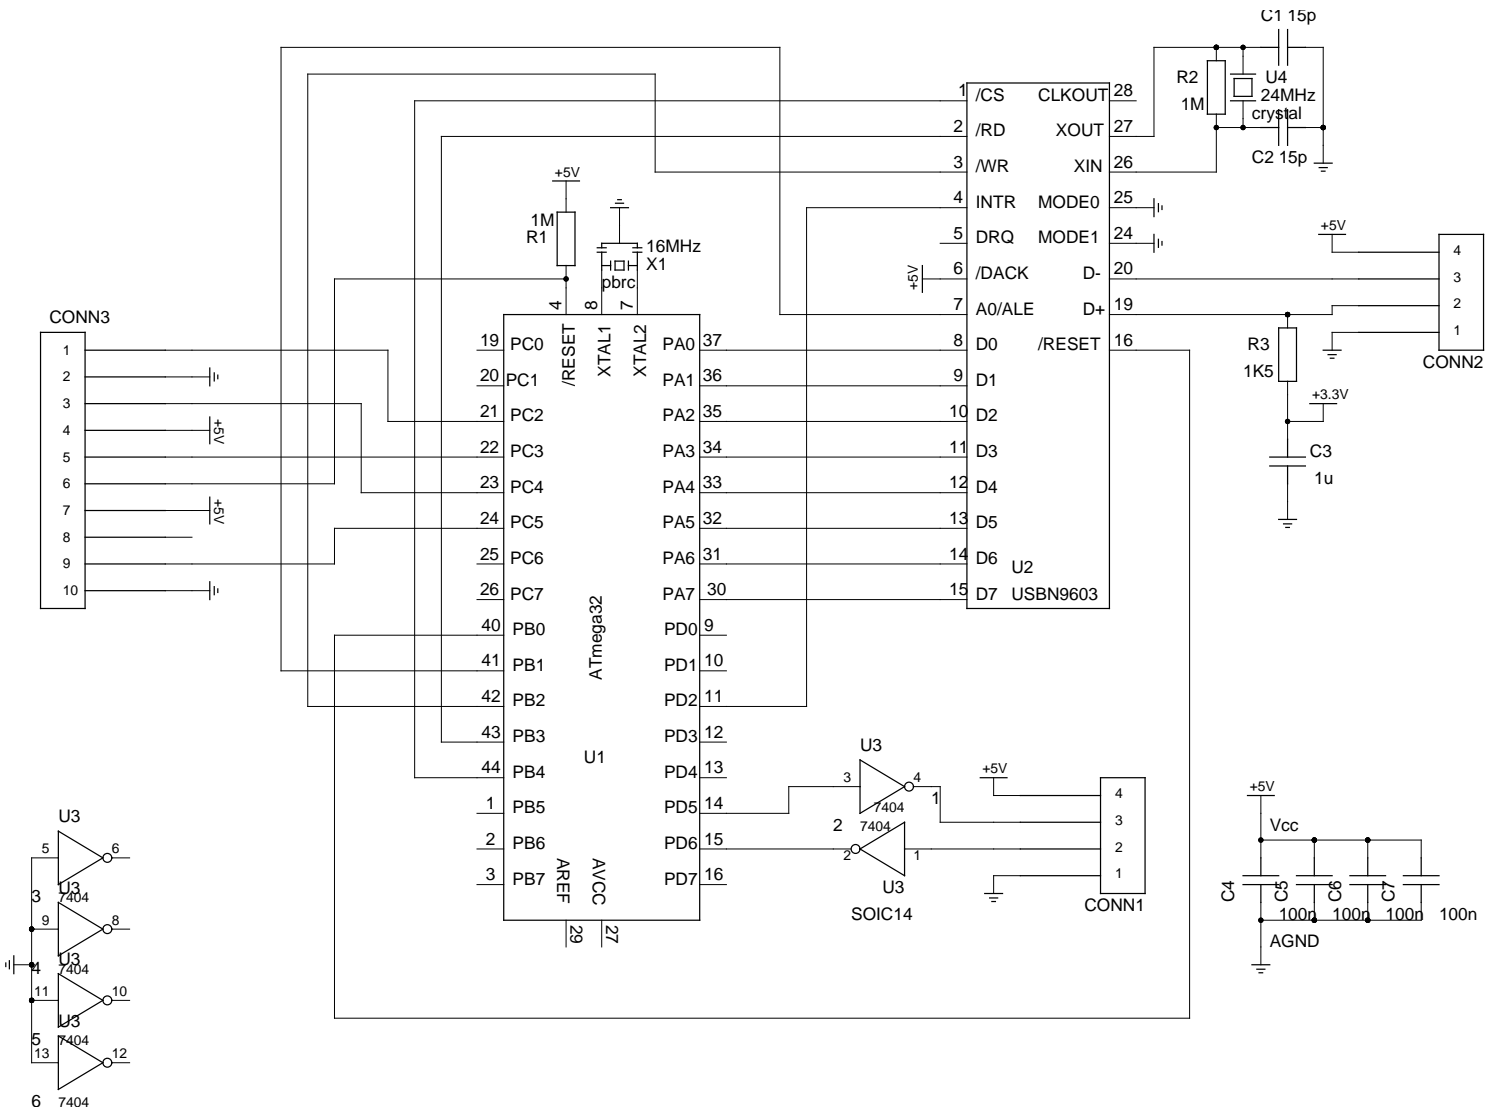 C1 15p
R2
1M
U4
24MHz
crystal
C2 15p
1 /CS CLKOUT 28
2 /RD XOUT 27
3 /WR XIN 26
4 INTR MODE0 25
5 DRQ MODE1 24
+5V 6 /DACK D- 20
7 A0/ALE D+ 19
8 D0 /RESET 16
9 D1
10 D2
11 D3
12 D4
13 D5
14 D6
15 D7
U2
USBN9603
+5V
4
3
2
1
CONN2
R3
1K5
+3.3V
C3
1u
+5V
1M
R1
16MHz
X1
pbrc
4 8 7
/RESET XTAL1 XTAL2
CONN3
1
2
3
4 +5V
5
6
7 +5V
8
9
10
19 PC0 PA0 37
20 PC1 PA1 36
21 PC2 PA2 35
22 PC3 PA3 34
23 PC4 PA4 33
24 PC5 PA5 32
25 PC6 PA6 31
26 PC7 PA7 30
40 PB0 PD0 9
41 PB1 PD1 10
42 PB2 PD2 11
43 PB3 PD3 12
44 PB4 PD4 13
1 PB5 PD5 14
2 PB6 PD6 15
3 PB7 PD7 16
ATmega32
U1
AREF AVCC
29 27
U3
3 4
7404 1
2 7404
2 1
U3
SOIC14
+5V
4
3
2
1
CONN1
+5V
Vcc
C4 C5 C6 C7
100n 100n 100n 100n
AGND
U3
5 6
3 U3
7404
9 8
4 U3
7404
11 10
5 U3
7404
13 12
6 7404